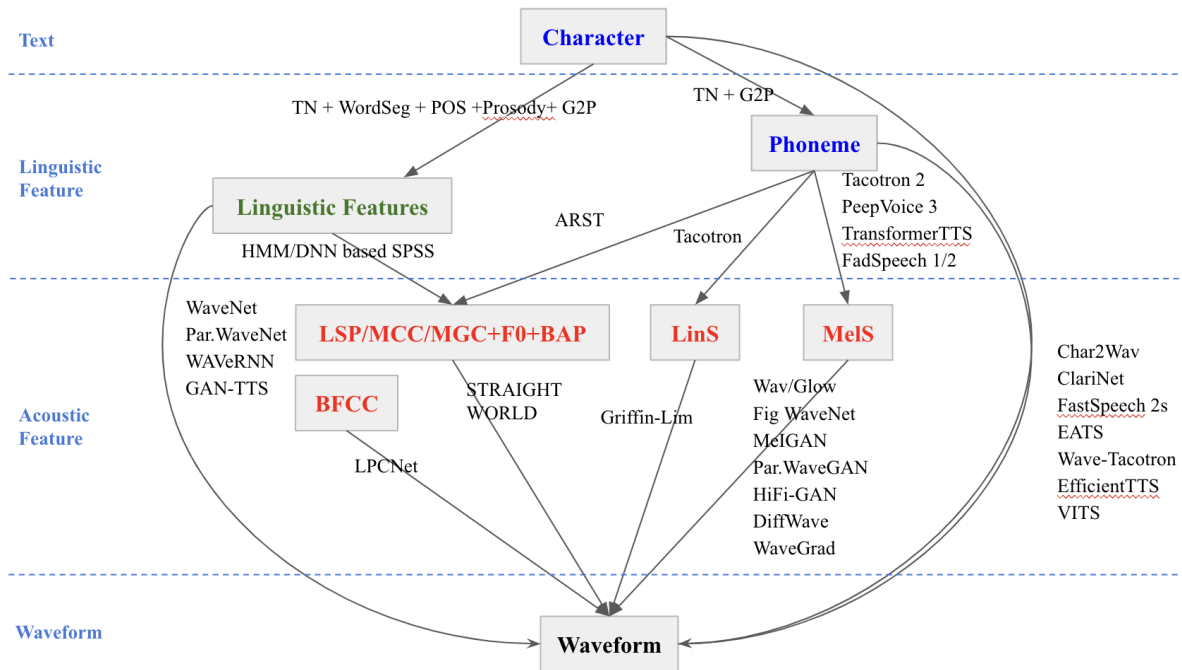 Text
Character
TN + WordSeg + POS +Prosody+ G2P
TN + G2P
Linguistic
Feature
Phoneme
Linguistic Features
HMM/DNN based SPSS
ARST
Tacotron
Tacotron 2
PeepVoice 3
TransformerTTS
FadSpeech 1/2
WaveNet
Par.WaveNet
WAVeRNN
GAN-TTS
LSP/MCC/MGC+F0+BAP
LinS
MelS
Acoustic
Feature
BFCC
LPCNet
STRAIGHT
WORLD
Griffin-Lim
Wav/Glow
Fig WaveNet
MelGAN
Par.WaveGAN
HiFi-GAN
DiffWave
WaveGrad
Char2Wav
ClariNet
FastSpeech 2s
EATS
Wave-Tacotron
EfficientTTS
VITS
Waveform
Waveform